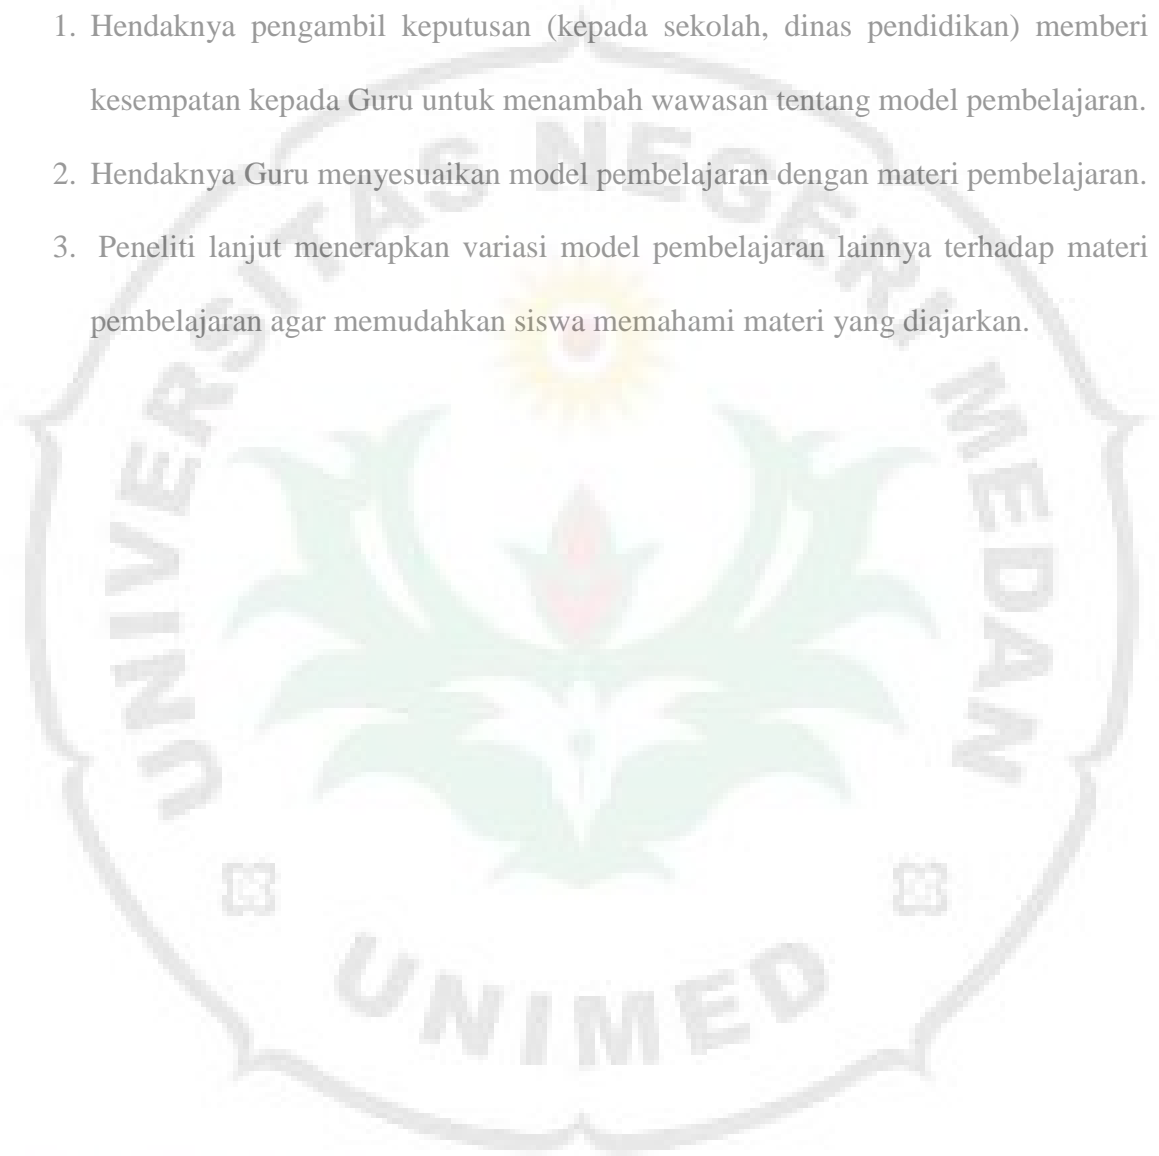 1. Hendaknya pengambil keputusan (kepada sekolah, dinas pendidikan) memberi
kesempatan kepada Guru untuk menambah wawasan tentang model pembelajaran.
2. Hendaknya Guru menyesuaikan model pembelajaran dengan materi pembelajaran.
3. Peneliti lanjut menerapkan variasi model pembelajaran lainnya terhadap materi
pembelajaran agar memudahkan siswa memahami materi yang diajarkan.
UNIVERSITAS NEGERI MEDAN
UNIMED